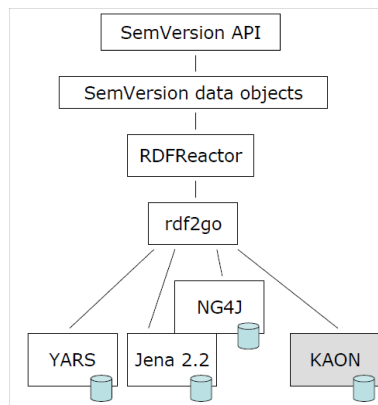 SemVersion API
SemVersion data objects
RDFReactor
rdf2go
NG4J
YARS
Jena 2.2
KAON